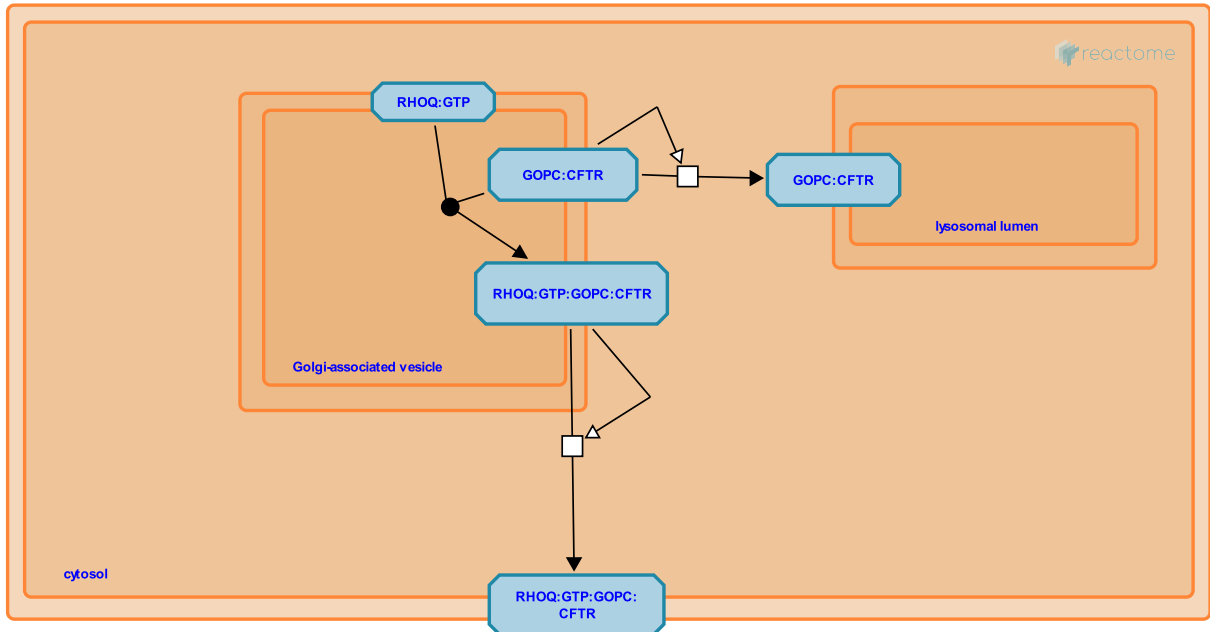 reactome
RHOQ:GTP
GOPC:CFTR
GOPC:CFTR
lysosomal lumen
RHOQ:GTP:GOPC:CFTR
Golgi-associated vesicle
cytosol
RHOQ:GTP:GOPC:
CFTR